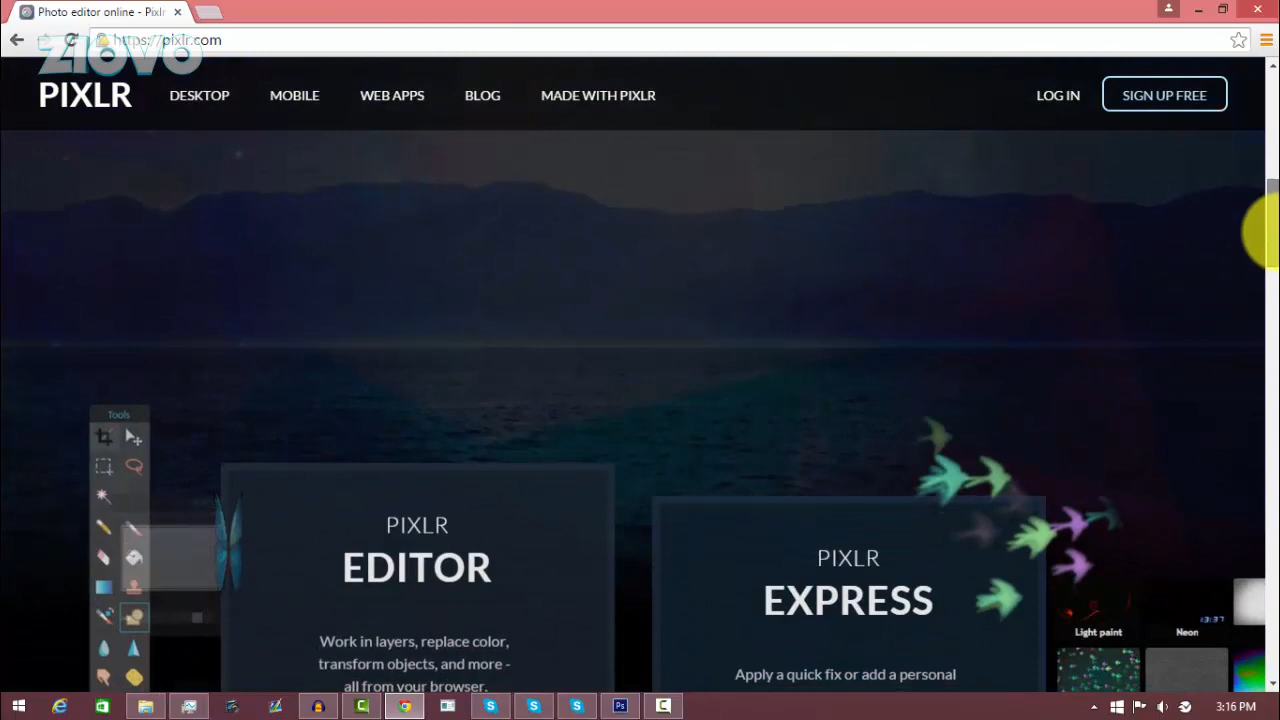 Photo editor online - Pixlr
https://pixlr.com
ZIOVO
PIXLR
DESKTOP
MOBILE
WEB APPS
BLOG
MADE WITH PIXLR
LOG IN
SIGN UP FREE
Tools
PIXLR
EDITOR
Work in layers, replace color,
transform objects, and more -
all from your browser.
PIXLR
EXPRESS
Apply a quick fix or add a personal
Light paint
Neon
3:16 PM